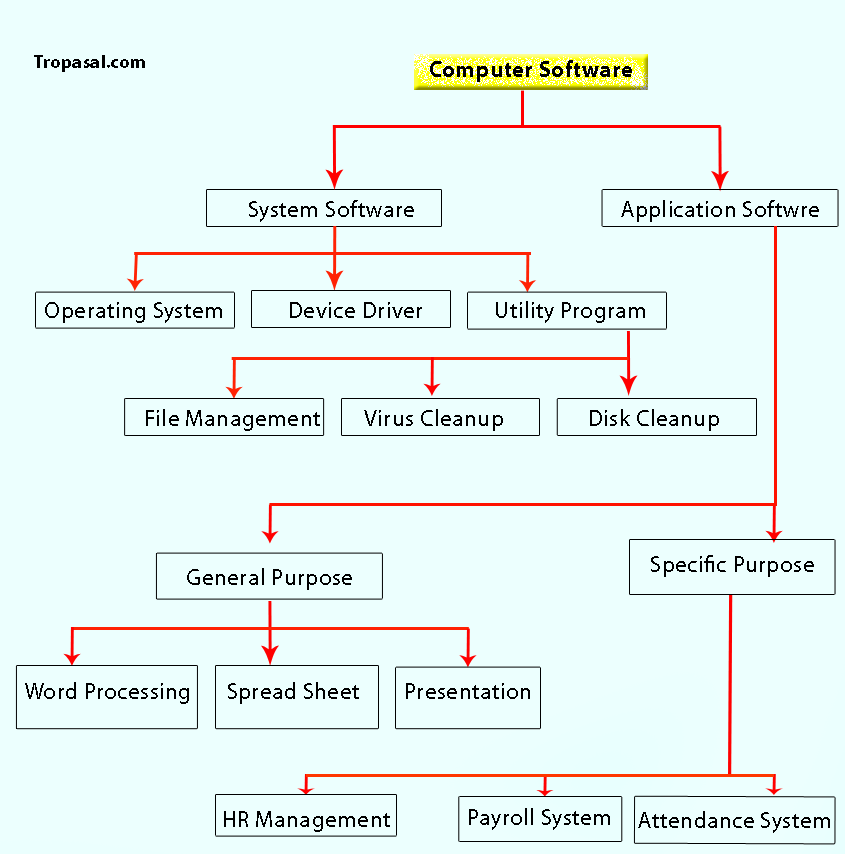 Tropasal.com
Computer Software
System Software
Application Softwre
Operating System
Device Driver
Utility Program
File Management
Virus Cleanup
Disk Cleanup
General Purpose
Specific Purpose
Word Processing
Spread Sheet
Presentation
HR Management
Payroll System
Attendance System